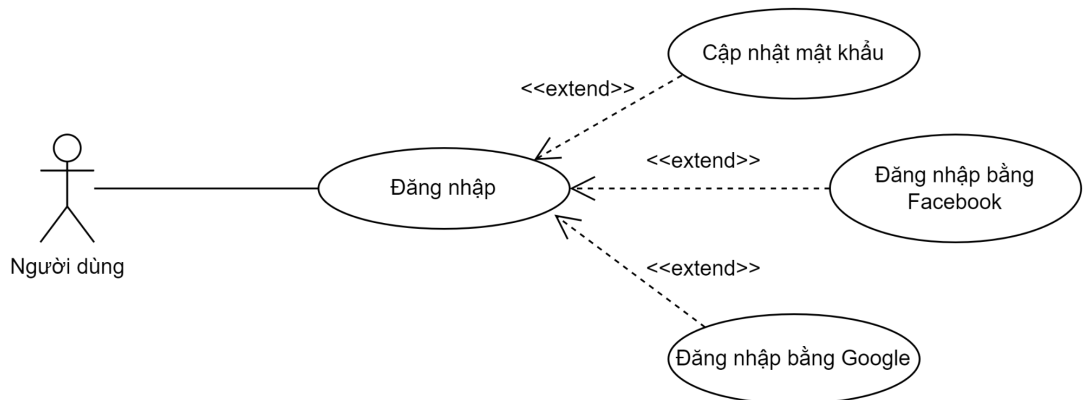 Cập nhật mật khẩu
<<extend>>
<<extend>>
Đăng nhập
Đăng nhập bằng
Facebook
Người dùng
<<extend>>
Đăng nhập bằng Google